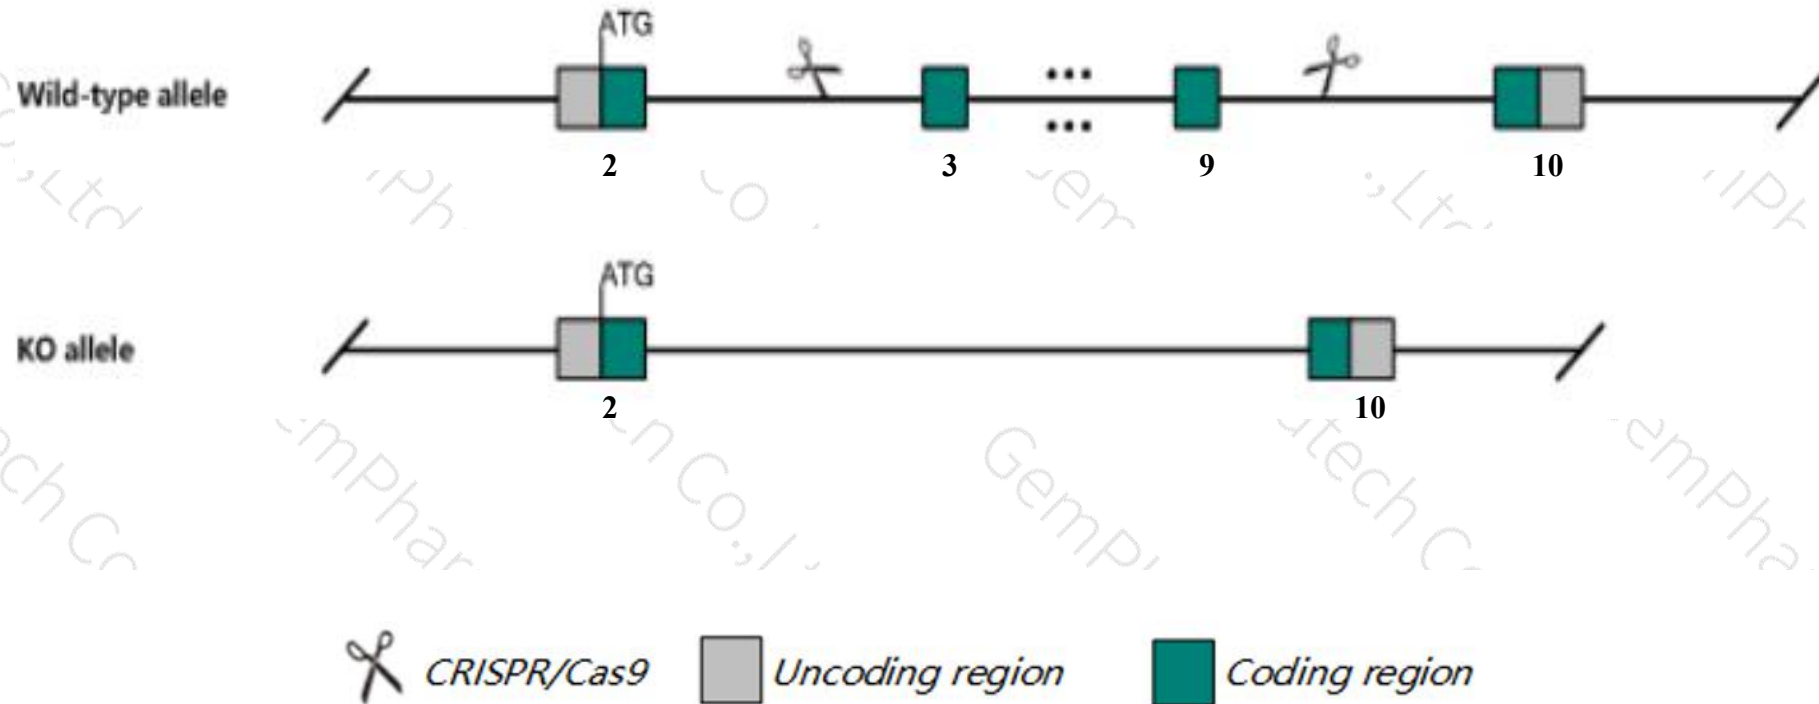 ATG
Wild-type allele
2 3 9 10
ATG
KO allele
2 10
CRISPR/Cas9 Uncoding region Coding region